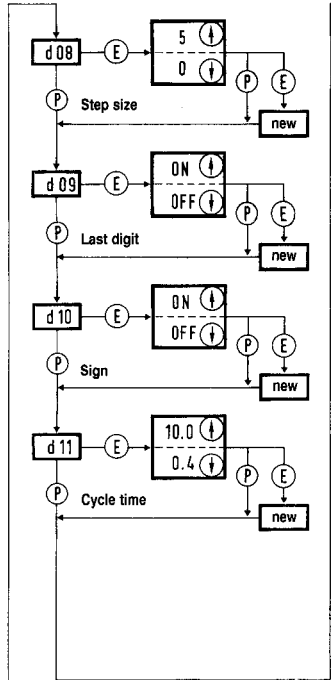 5
d 08 E
0
P E
P Step size
new
ON
d 09 E
OFF
P E
P Last digit
new
ON
d 10 E
OFF
P E
P Sign
new
10.0
d 11 E
0.4
P E
P Cycle time
new